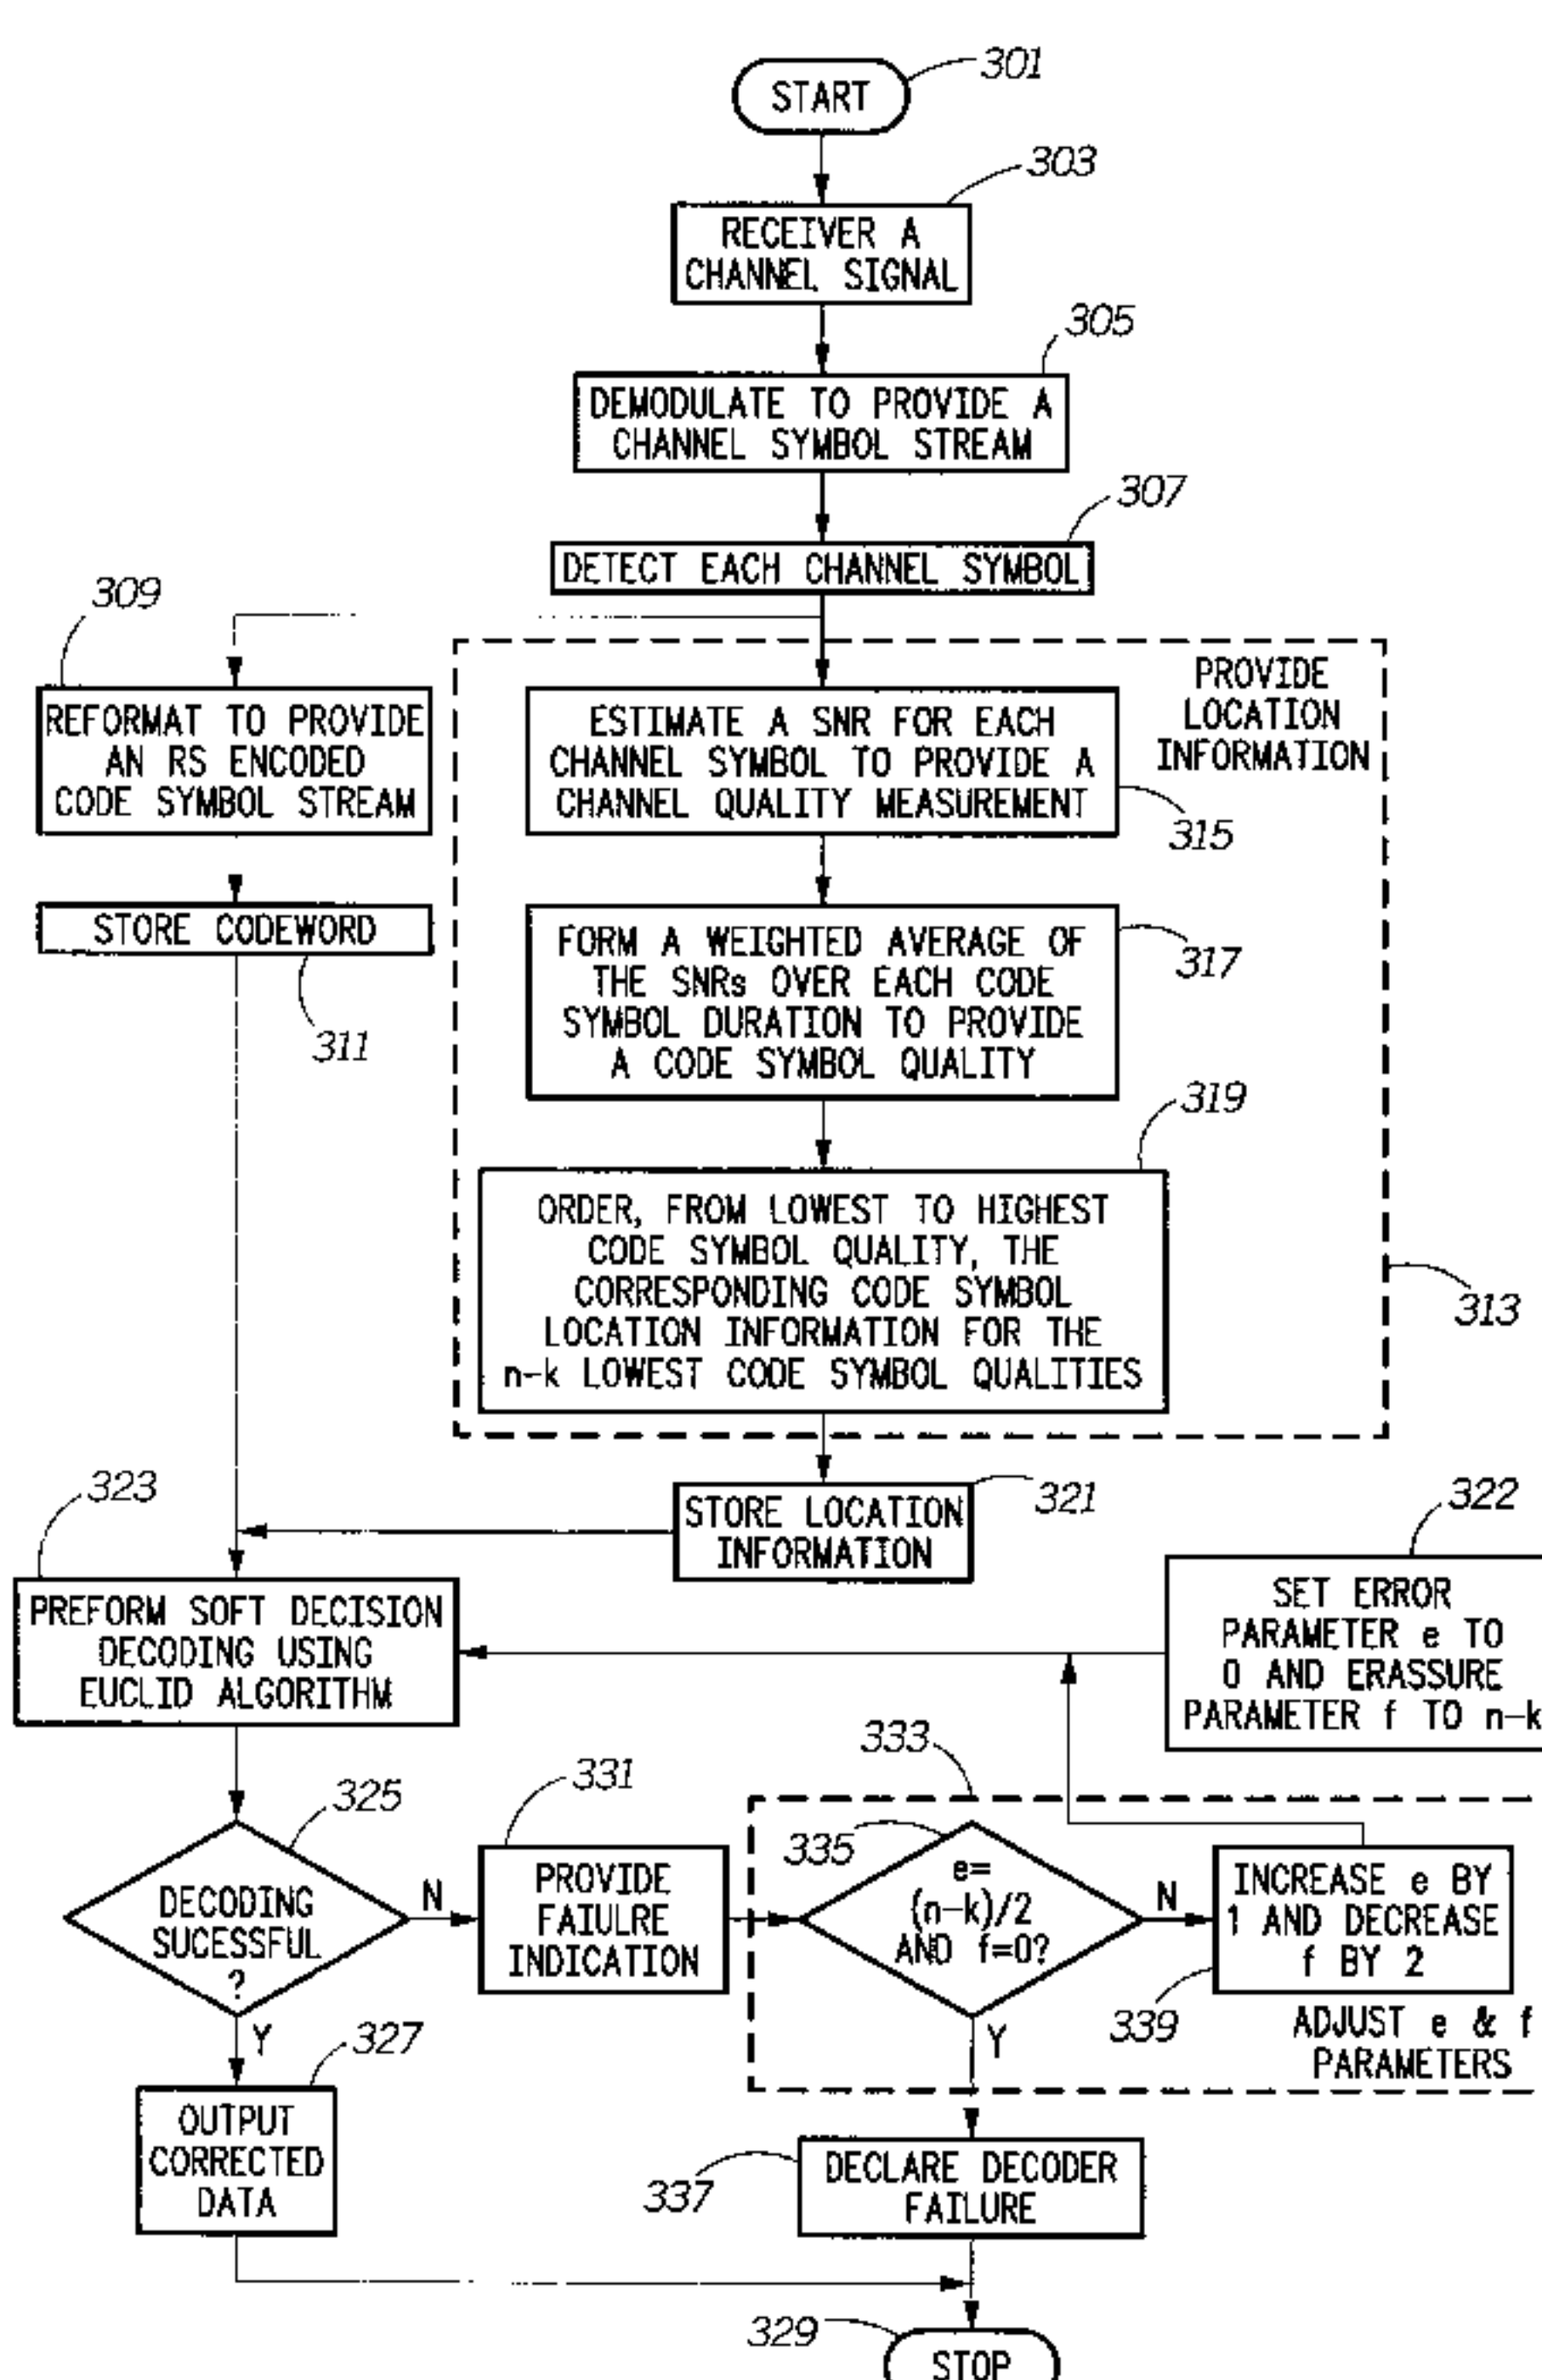 301
START
303
RECEIVER A
CHANNEL SIGNAL
305
DEMODULATE TO PROVIDE A
CHANNEL SYMBOL STREAM
307
DETECT EACH CHANNEL SYMBOL
309
REFORMAT TO PROVIDE
AN RS ENCODED
CODE SYMBOL STREAM
STORE CODEWORD
311
PROVIDE
LOCATION
INFORMATION
ESTIMATE A SNR FOR EACH
CHANNEL SYMBOL TO PROVIDE A
CHANNEL QUALITY MEASUREMENT
315
FORM A WEIGHTED AVERAGE OF
THE SNRs OVER EACH CODE
SYMBOL DURATION TO PROVIDE
A CODE SYMBOL QUALITY
317
319
ORDER, FROM LOWEST TO HIGHEST
CODE SYMBOL QUALITY, THE
CORRESPONDING CODE SYMBOL
LOCATION INFORMATION FOR THE
n-k LOWEST CODE SYMBOL QUALITIES
313
STORE LOCATION
INFORMATION
321
322
SET ERROR
PARAMETER e TO
0 AND ERASSURE
PARAMETER f TO n-k
323
PREFORM SOFT DECISION
DECODING USING
EUCLID ALGORITHM
325
DECODING
SUCESSFUL
?
N
Y
331
PROVIDE
FAIULRE
INDICATION
333
335
e=
(n-k)/2
AND f=0?
N
Y
INCREASE e BY
1 AND DECREASE
f BY 2
339
ADJUST e & f
PARAMETERS
327
OUTPUT
CORRECTED
DATA
337
DECLARE DECODER
FAILURE
329
STOP